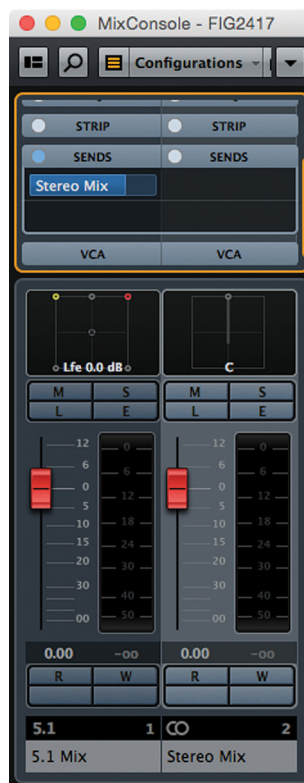 MixConsole - FIG2417
Configurations
STRIP STRIP
SENDS SENDS
Stereo Mix
VCA VCA
Lfe 0.0 dB C
M S M S
L E L E
12 0 12 0
6 6 6 6
0 12 0 12
5 5
10 18 10 18
15 24 15 24
20 30 20 30
30 40 30 40
00 50 00 50
0.00 -oo 0.00 -oo
R W R W
5.1 1 2
5.1 Mix Stereo Mix